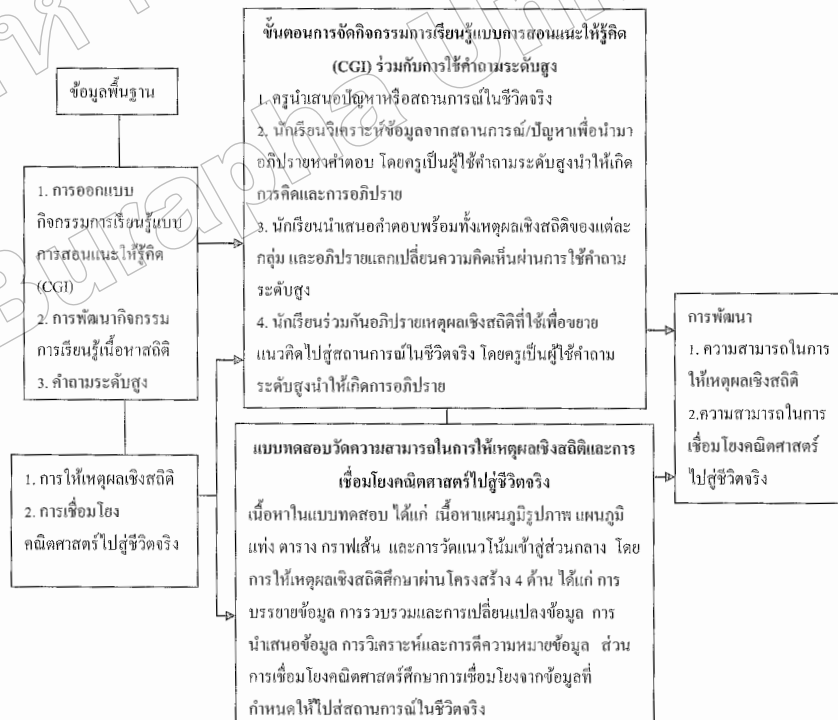 ข้อมูลพื้นฐาน
1. การออกแบบ
กิจกรรมการเรียนรู้แบบ
การสอนแนะให้รู้คิด
(CGI)
2. การพัฒนากิจกรรม
การเรียนรู้เนื้อหาสถิติ
3. คำถามระดับสูง
1. การให้เหตุผลเชิงสถิติ
2. การเชื่อมโยง
คณิตศาสตร์ไปสู่ชีวิตจริง
ขั้นตอนการจัดกิจกรรมการเรียนรู้แบบการสอนแนะให้รู้คิด
(CGI) ร่วมกับการใช้คำถามระดับสูง
1. ครูนำเสนอปัญหาหรือสถานการณ์ในชีวิตจริง
2. นักเรียนวิเคราะห์ข้อมูลจากสถานการณ์/ปัญหาเพื่อนำมา
อภิปรายหาคำตอบ โดยครูเป็นผู้ใช้คำถามระดับสูงนำให้เกิด
การคิดและการอภิปราย
3. นักเรียนนำเสนอคำตอบพร้อมทั้งเหตุผลเชิงสถิติของแต่ละ
กลุ่ม และอภิปรายแลกเปลี่ยนความคิดเห็นผ่านการใช้คำถาม
ระดับสูง
4. นักเรียนร่วมกันอภิปรายเหตุผลเชิงสถิติที่ใช้เพื่อขยาย
แนวคิดไปสู่สถานการณ์ในชีวิตจริง โดยครูเป็นผู้ใช้คำถาม
ระดับสูงนำให้เกิดการอภิปราย
แบบทดสอบวัดความสามารถในการให้เหตุผลเชิงสถิติและการ
เชื่อมโยงคณิตศาสตร์ไปสู่ชีวิตจริง
เนื้อหาในแบบทดสอบ ได้แก่ เนื้อหาแผนภูมิรูปภาพ แผนภูมิ
แท่ง ตาราง กราฟเส้น และการวัดแนวโน้มเข้าสู่ส่วนกลาง โดย
การให้เหตุผลเชิงสถิติศึกษาผ่านโครงสร้าง 4 ด้าน ได้แก่ การ
บรรยายข้อมูล การรวบรวมและการเปลี่ยนแปลงข้อมูล การ
นำเสนอข้อมูล การวิเคราะห์และการตีความหมายข้อมูล ส่วน
การเชื่อมโยงคณิตศาสตร์ศึกษาการเชื่อมโยงจากข้อมูลที่
กำหนดให้ไปสู่สถานการณ์ในชีวิตจริง
การพัฒนา
1. ความสามารถในการ
ให้เหตุผลเชิงสถิติ
2.ความสามารถในการ
เชื่อมโยงคณิตศาสตร์
ไปสู่ชีวิตจริง
Burapha Un